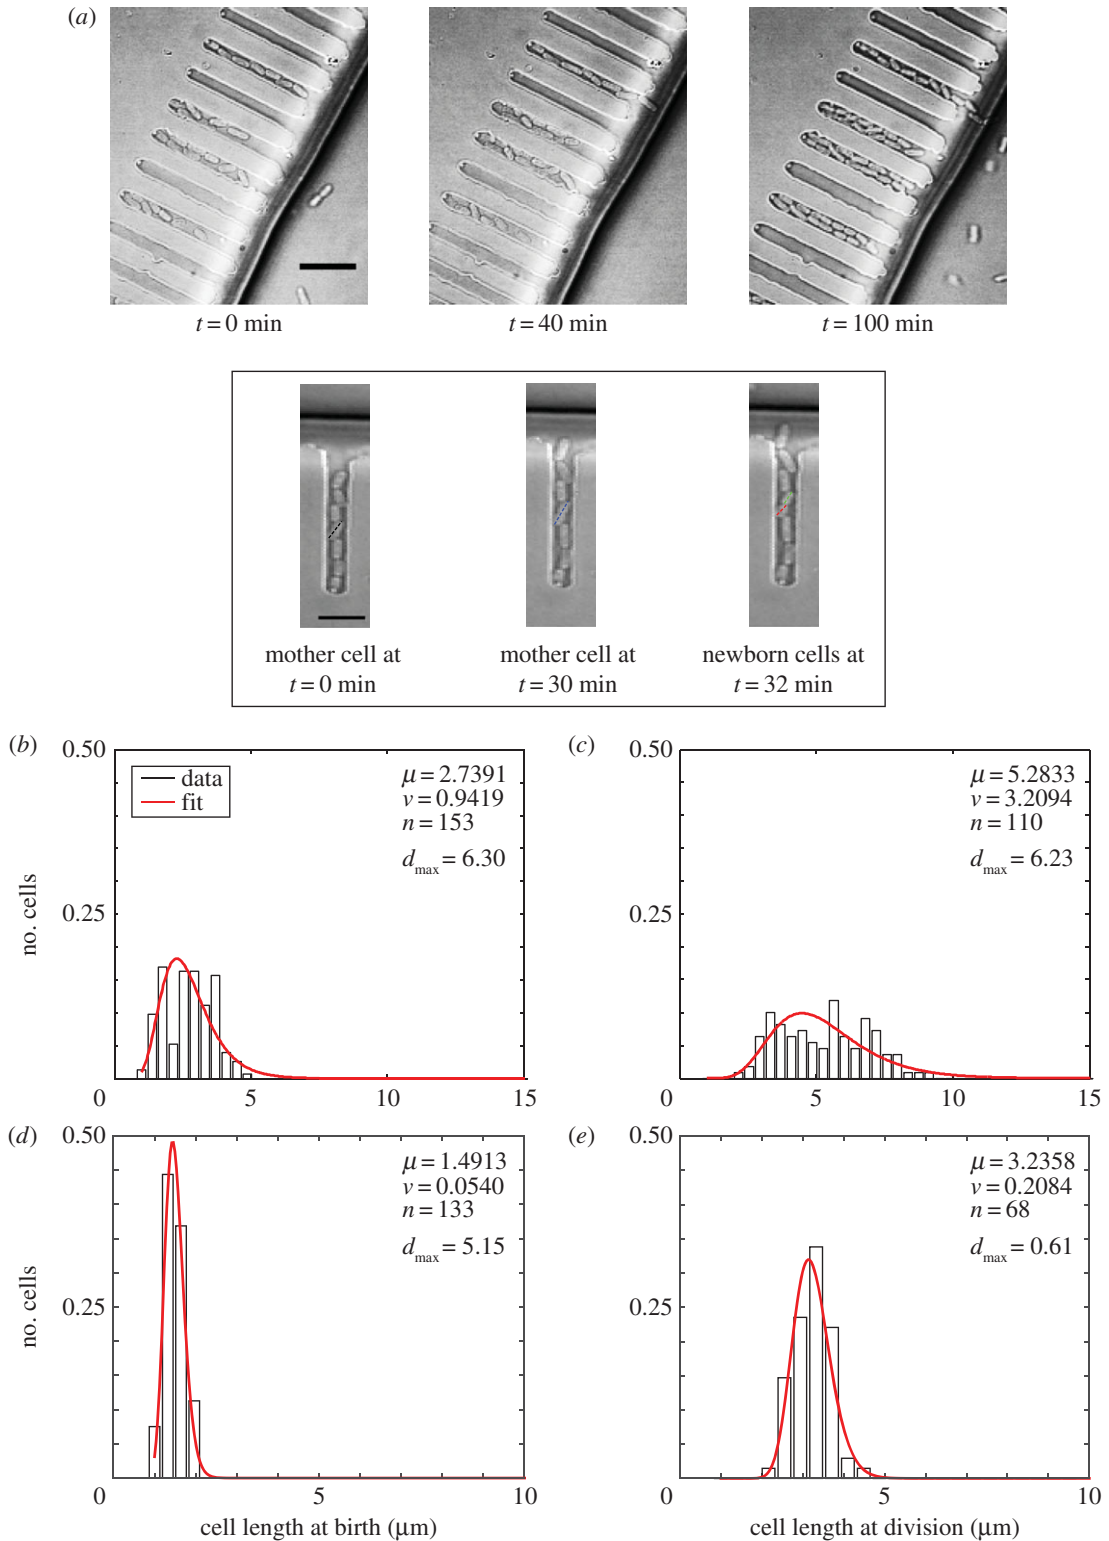 (a)
t = 0 min
t = 40 min
t = 100 min
mother cell at
t = 0 min
mother cell at
t = 30 min
newborn cells at
t = 32 min
(b)
0.50
0.25
0
5
10
15
no. cells
data
fit
μ = 2.7391
v = 0.9419
n = 153
dmax = 6.30
(c)
0.50
0.25
0
5
10
15
μ = 5.2833
v = 3.2094
n = 110
dmax = 6.23
(d)
0.50
0.25
0
5
10
no. cells
cell length at birth (μm)
μ = 1.4913
v = 0.0540
n = 133
dmax = 5.15
(e)
0.50
0.25
0
5
10
cell length at division (μm)
μ = 3.2358
v = 0.2084
n = 68
dmax = 0.61